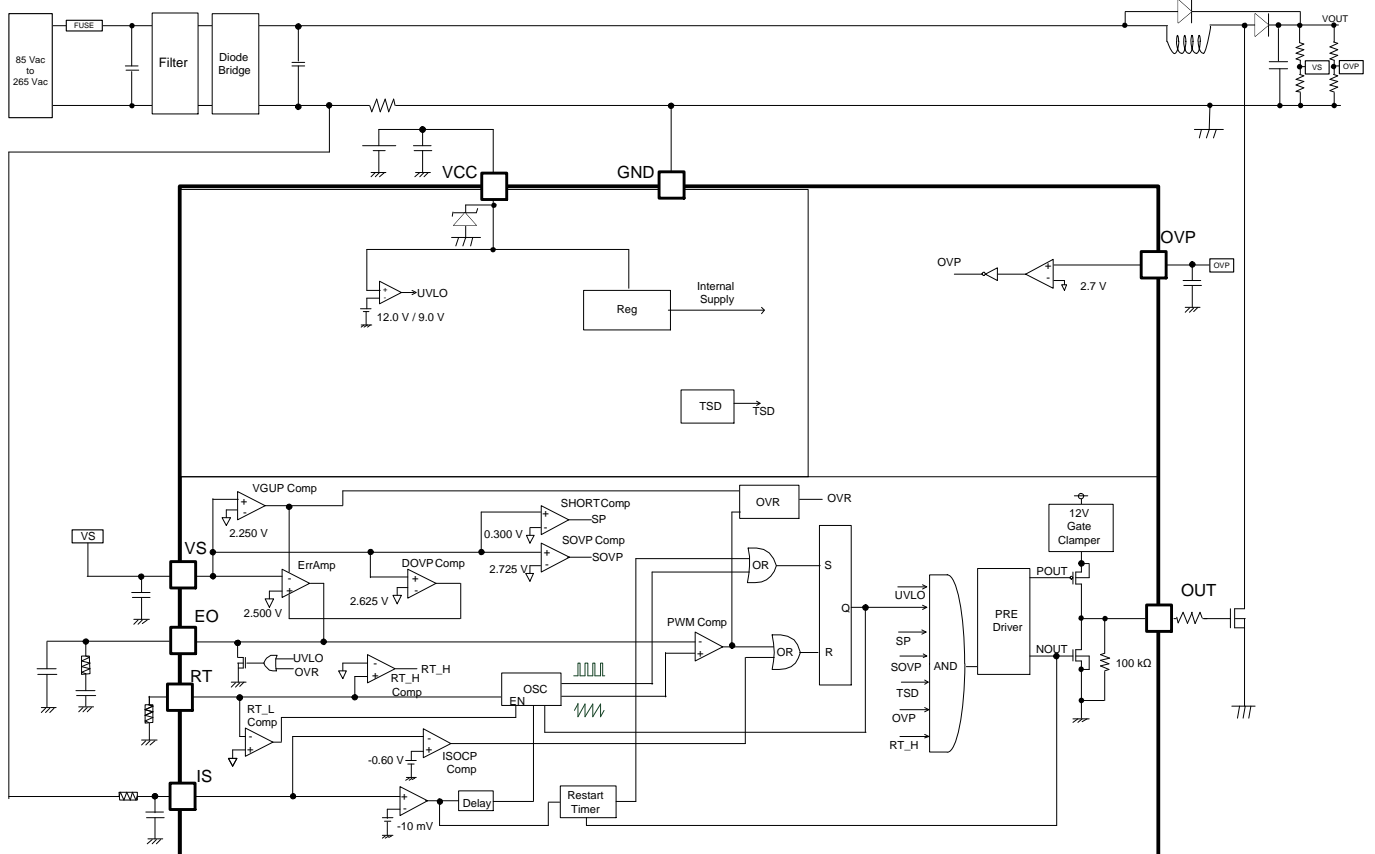 FUSE
85 Vac
to
265 Vac
Filter
Diode
Bridge
VOUT
VS
OVP
VCC
GND
OVP
OVP
OVP
2.7 V
UVLO
12.0 V / 9.0 V
Reg
Internal
Supply
TSD
TSD
VGUP Comp
2.250 V
SHORT Comp
SP
0.300 V
SOVP Comp
SOVP
2.725 V
OVR
OVR
12V
Gate
Clamper
VS
VS
ErrAmp
2.500 V
DOVP Comp
2.625 V
OR
S
Q
R
UVLO
SP
SOVP
TSD
OVP
RT_H
AND
PRE
Driver
POUT
NOUT
OUT
100 kΩ
EO
UVLO
OVR
PWM Comp
OR
RT
RT_H
RT_H
Comp
OSC
EN
RT_L
Comp
-0.60 V
ISOCP
Comp
IS
-10 mV
Delay
Restart
Timer
+
-
+
-
+
-
+
-
+
-
-
+
+
-
-
+
+
-
-
+
-
+
+
-